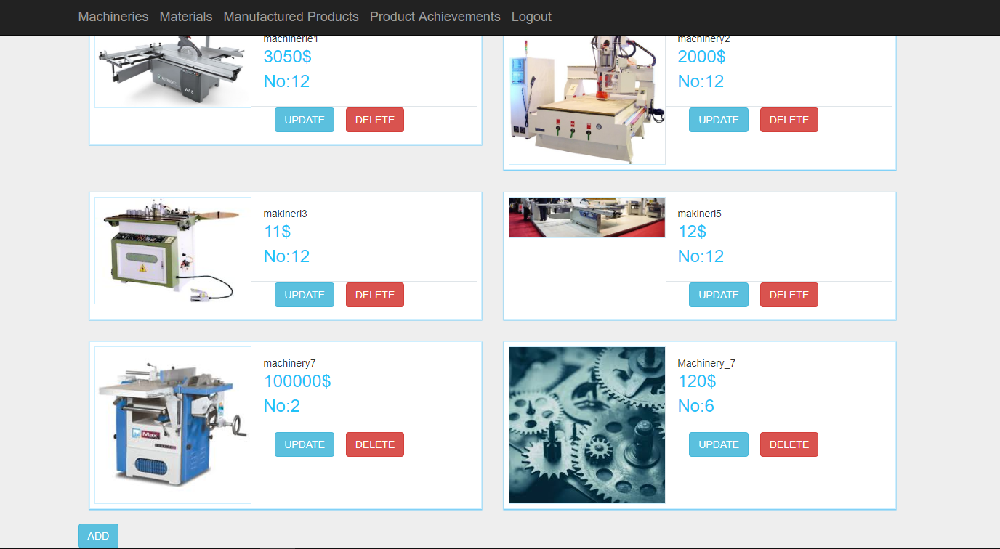 Machineries Materials Manufactured Products Product Achievements Logout
machinerie1
3050$
No:12
UPDATE DELETE
machinery2
2000$
No:12
UPDATE DELETE
makineri3
11$
No:12
UPDATE DELETE
makineri5
12$
No:12
UPDATE DELETE
Max
machinery7
100000$
No:2
UPDATE DELETE
Machinery_7
120$
No:6
UPDATE DELETE
ADD